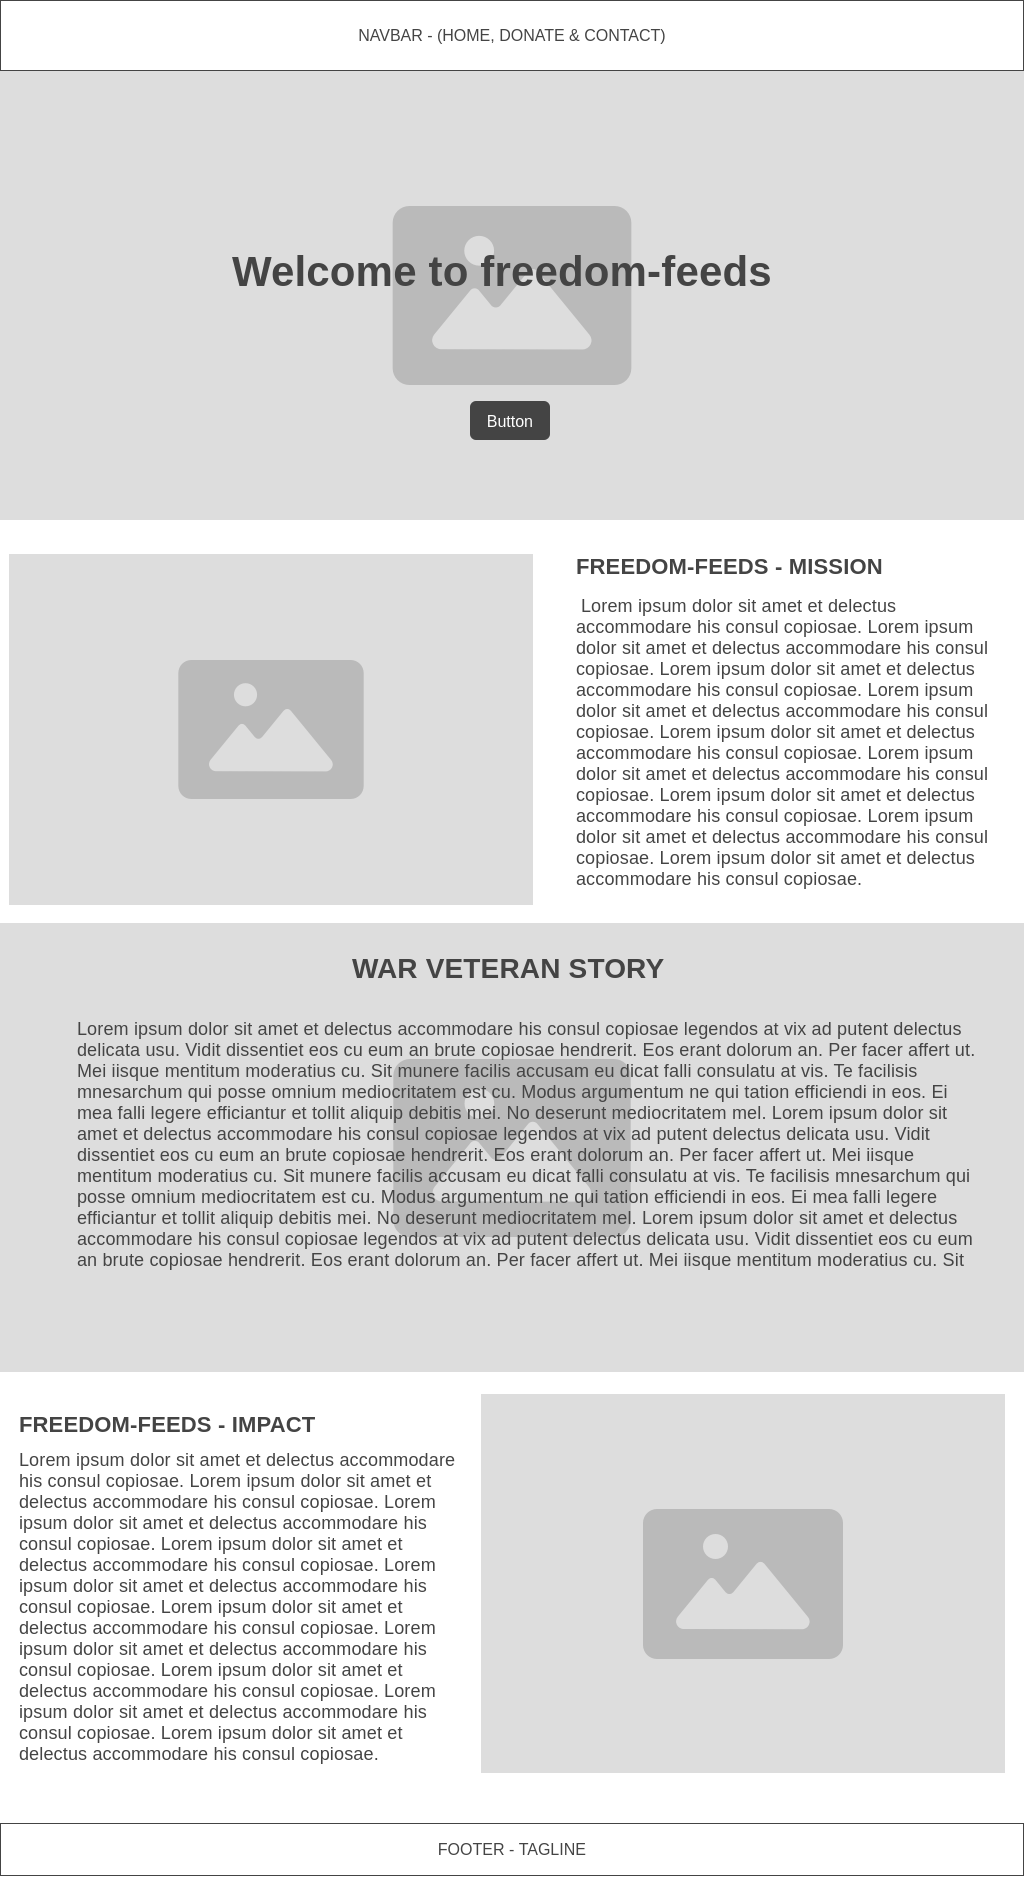 NAVBAR - (HOME, DONATE & CONTACT)
Welcome to freedom-feeds
Button
FREEDOM-FEEDS - MISSION
Lorem ipsum dolor sit amet et delectus
accommodare his consul copiosae. Lorem ipsum
dolor sit amet et delectus accommodare his consul
copiosae. Lorem ipsum dolor sit amet et delectus
accommodare his consul copiosae. Lorem ipsum
dolor sit amet et delectus accommodare his consul
copiosae. Lorem ipsum dolor sit amet et delectus
accommodare his consul copiosae. Lorem ipsum
dolor sit amet et delectus accommodare his consul
copiosae. Lorem ipsum dolor sit amet et delectus
accommodare his consul copiosae. Lorem ipsum
dolor sit amet et delectus accommodare his consul
copiosae. Lorem ipsum dolor sit amet et delectus
accommodare his consul copiosae.
WAR VETERAN STORY
Lorem ipsum dolor sit amet et delectus accommodare his consul copiosae legendos at vix ad putent delectus
delicata usu. Vidit dissentiet eos cu eum an brute copiosae hendrerit. Eos erant dolorum an. Per facer affert ut.
Mei iisque mentitum moderatius cu. Sit munere facilis accusam eu dicat falli consulatu at vis. Te facilisis
mnesarchum qui posse omnium mediocritatem est cu. Modus argumentum ne qui tation efficiendi in eos. Ei
mea falli legere efficiantur et tollit aliquip debitis mei. No deserunt mediocritatem mel. Lorem ipsum dolor sit
amet et delectus accommodare his consul copiosae legendos at vix ad putent delectus delicata usu. Vidit
dissentiet eos cu eum an brute copiosae hendrerit. Eos erant dolorum an. Per facer affert ut. Mei iisque
mentitum moderatius cu. Sit munere facilis accusam eu dicat falli consulatu at vis. Te facilisis mnesarchum qui
posse omnium mediocritatem est cu. Modus argumentum ne qui tation efficiendi in eos. Ei mea falli legere
efficiantur et tollit aliquip debitis mei. No deserunt mediocritatem mel. Lorem ipsum dolor sit amet et delectus
accommodare his consul copiosae legendos at vix ad putent delectus delicata usu. Vidit dissentiet eos cu eum
an brute copiosae hendrerit. Eos erant dolorum an. Per facer affert ut. Mei iisque mentitum moderatius cu. Sit
FREEDOM-FEEDS - IMPACT
Lorem ipsum dolor sit amet et delectus accommodare
his consul copiosae. Lorem ipsum dolor sit amet et
delectus accommodare his consul copiosae. Lorem
ipsum dolor sit amet et delectus accommodare his
consul copiosae. Lorem ipsum dolor sit amet et
delectus accommodare his consul copiosae. Lorem
ipsum dolor sit amet et delectus accommodare his
consul copiosae. Lorem ipsum dolor sit amet et
delectus accommodare his consul copiosae. Lorem
ipsum dolor sit amet et delectus accommodare his
consul copiosae. Lorem ipsum dolor sit amet et
delectus accommodare his consul copiosae. Lorem
ipsum dolor sit amet et delectus accommodare his
consul copiosae. Lorem ipsum dolor sit amet et
delectus accommodare his consul copiosae.
FOOTER - TAGLINE